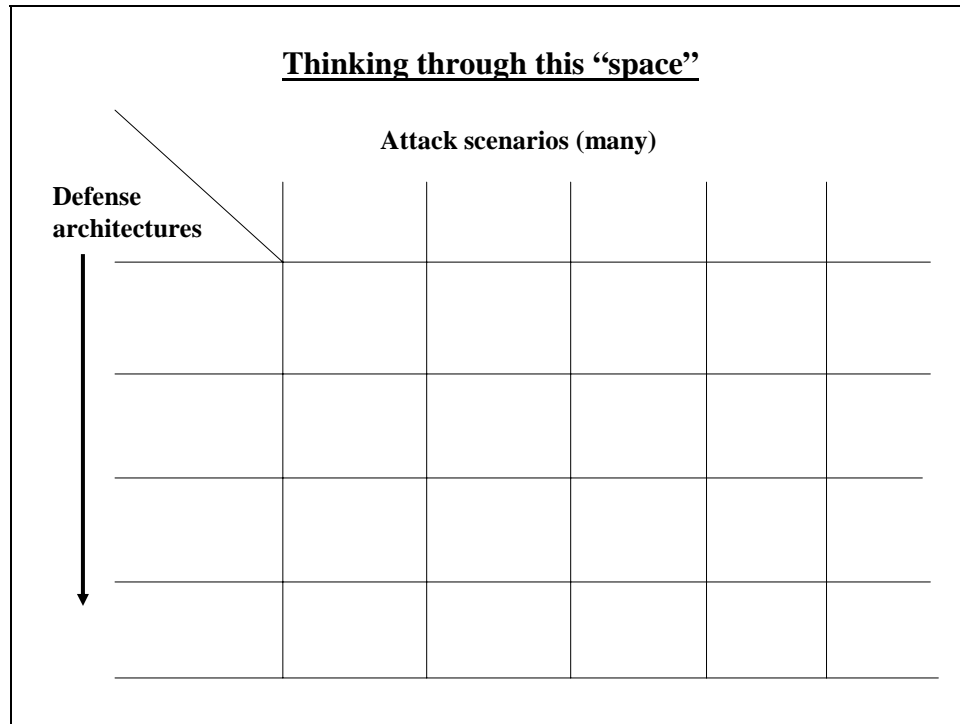 Thinking through this “space”
Attack scenarios (many)
Defense
architectures